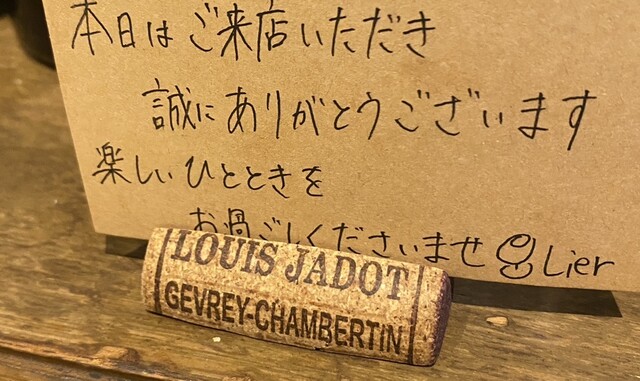 本日はご来店いただき
誠にありがとうございます
楽しいひとときを
お過ごしくださいませ Lier
LOUIS JADOT
GEVREY-CHAMBERTIN